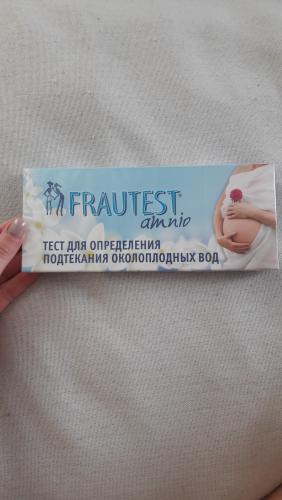 FRAUTEST
amnio
ТЕСТ ДЛЯ ОПРЕДЕЛЕНИЯ
ПОДТЕКАНИЯ ОКОЛОПЛОДНЫХ ВОД